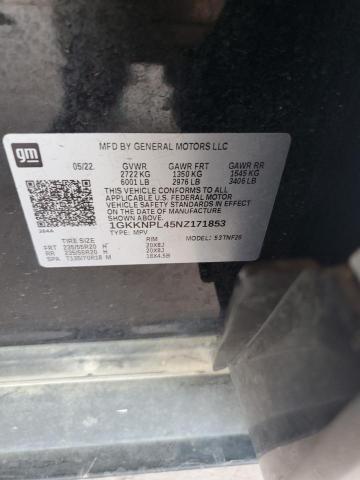 gm
MFD BY GENERAL MOTORS LLC
05/22 GVWR GAWR FRT GAWR RR
2722 KG 1350 KG 1545 KG
6001 LB 2976 LB 3406 LB
THIS VEHICLE CONFORMS TO ALL
APPLICABLE U.S. FEDERAL MOTOR
VEHICLE SAFETY STANDARDS IN EFFECT
ON THE DATE OF MANUFACTURE
SHOWN ABOVE.
1GKKNPL45NZ171853
TYPE: MPV MODEL: S3TNF26
TIRE SIZE RIM
FRT 235/55R20 H 20X8J
RR 235/55R20 H 20X8J
SPA T135/70R18 M 18X4.5B